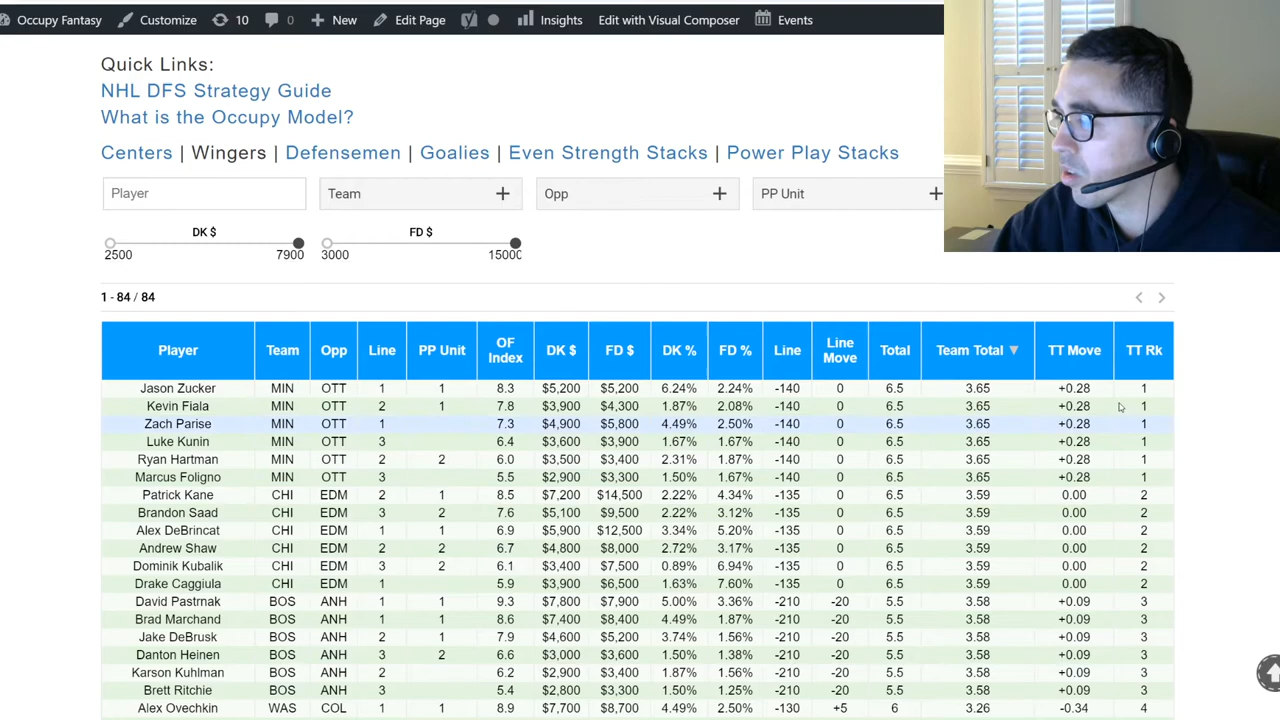 Occupy Fantasy Customize 10 0 New Edit Page Insights Edit with Visual Composer Events
Quick Links:
NHL DFS Strategy Guide
What is the Occupy Model?
Centers | Wingers | Defensemen | Goalies | Even Strength Stacks | Power Play Stacks
Player Team + Opp + PP Unit +
DK $ FD $
2500 7900 3000 15000
1 - 84 / 84
Player Team Opp Line PP Unit OF Index DK $ FD $ DK % FD % Line Line Move Total Team Total TT Move TT Rk
Jason Zucker MIN OTT 1 1 8.3 $5,200 $5,200 6.24% 2.24% -140 0 6.5 3.65 +0.28 1
Kevin Fiala MIN OTT 2 1 7.8 $3,900 $4,300 1.87% 2.08% -140 0 6.5 3.65 +0.28 1
Zach Parise MIN OTT 1 7.3 $4,900 $5,800 4.49% 2.50% -140 0 6.5 3.65 +0.28 1
Luke Kunin MIN OTT 3 6.4 $3,600 $3,900 1.67% 1.67% -140 0 6.5 3.65 +0.28 1
Ryan Hartman MIN OTT 2 2 6.0 $3,500 $3,400 2.31% 1.87% -140 0 6.5 3.65 +0.28 1
Marcus Foligno MIN OTT 3 5.5 $2,900 $3,300 1.50% 1.67% -140 0 6.5 3.65 +0.28 1
Patrick Kane CHI EDM 2 1 8.5 $7,200 $14,500 2.22% 4.34% -135 0 6.5 3.59 0.00 2
Brandon Saad CHI EDM 3 2 7.6 $5,100 $9,500 2.22% 3.12% -135 0 6.5 3.59 0.00 2
Alex DeBrincat CHI EDM 1 1 6.9 $5,900 $12,500 3.34% 5.20% -135 0 6.5 3.59 0.00 2
Andrew Shaw CHI EDM 2 2 6.7 $4,800 $8,000 2.72% 3.17% -135 0 6.5 3.59 0.00 2
Dominik Kubalik CHI EDM 3 2 6.1 $3,400 $7,500 0.89% 6.94% -135 0 6.5 3.59 0.00 2
Drake Caggiula CHI EDM 1 5.9 $3,900 $6,500 1.63% 7.60% -135 0 6.5 3.59 0.00 2
David Pastrnak BOS ANH 1 1 9.3 $7,800 $7,900 5.00% 3.36% -210 -20 5.5 3.58 +0.09 3
Brad Marchand BOS ANH 1 1 8.6 $7,400 $8,400 4.49% 1.87% -210 -20 5.5 3.58 +0.09 3
Jake DeBrusk BOS ANH 2 1 7.9 $4,600 $5,200 3.74% 1.56% -210 -20 5.5 3.58 +0.09 3
Danton Heinen BOS ANH 3 2 6.6 $3,000 $3,600 1.50% 1.38% -210 -20 5.5 3.58 +0.09 3
Karson Kuhlman BOS ANH 2 6.2 $2,900 $3,400 1.87% 1.56% -210 -20 5.5 3.58 +0.09 3
Brett Ritchie BOS ANH 3 5.4 $2,800 $3,300 1.50% 1.25% -210 -20 5.5 3.58 +0.09 3
Alex Ovechkin WAS COL 1 1 8.9 $7,700 $8,700 4.49% 2.50% -130 +5 6 3.26 -0.34 4